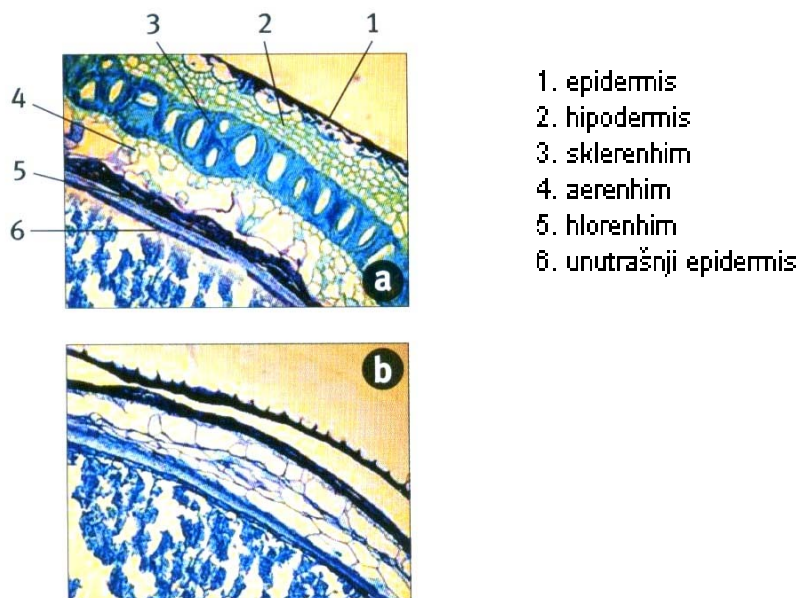 3 2 1
4
5
6
a
b
1. epidermis
2. hipodermis
3. sklerenhim
4. aerenhim
5. hlorenhim
6. unutrašnji epidermis